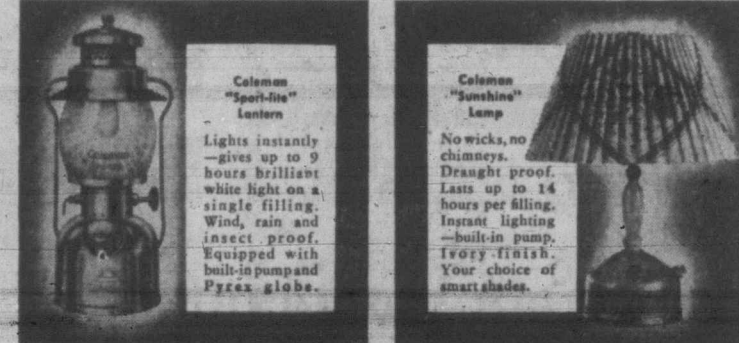 Coleman
"Sport-lite"
Lantern
Lights instantly
—gives up to 9
hours brilliant
white light on a
single filling.
Wind, rain and
insect proof.
Equipped with
built-in pump and
Pyrex globe.
Coleman
"Sunshine"
Lamp
No wicks, no
chimneys.
Draught proof.
Lasts up to 14
hours per filling.
Instant lighting
—built-in pump.
Ivory finish.
Your choice of
smart shades.